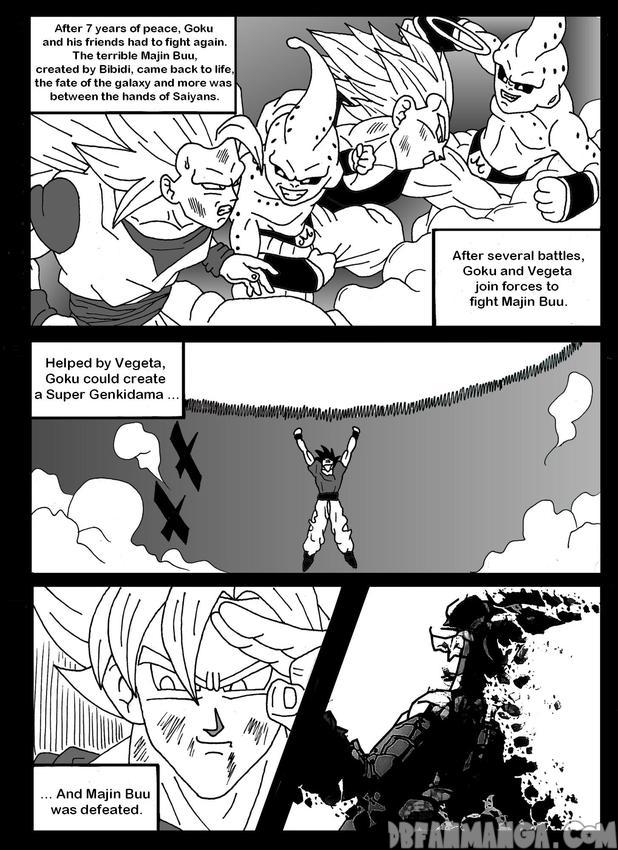 After 7 years of peace, Goku
and his friends had to fight again.
The terrible Majin Buu,
created by Bibidi, came back to life,
the fate of the galaxy and more was
between the hands of Saiyans.
After several battles,
Goku and Vegeta
join forces to
fight Majin Buu.
Helped by Vegeta,
Goku could create
a Super Genkidama ...
... And Majin Buu
was defeated.
DBFANMANGA.COM